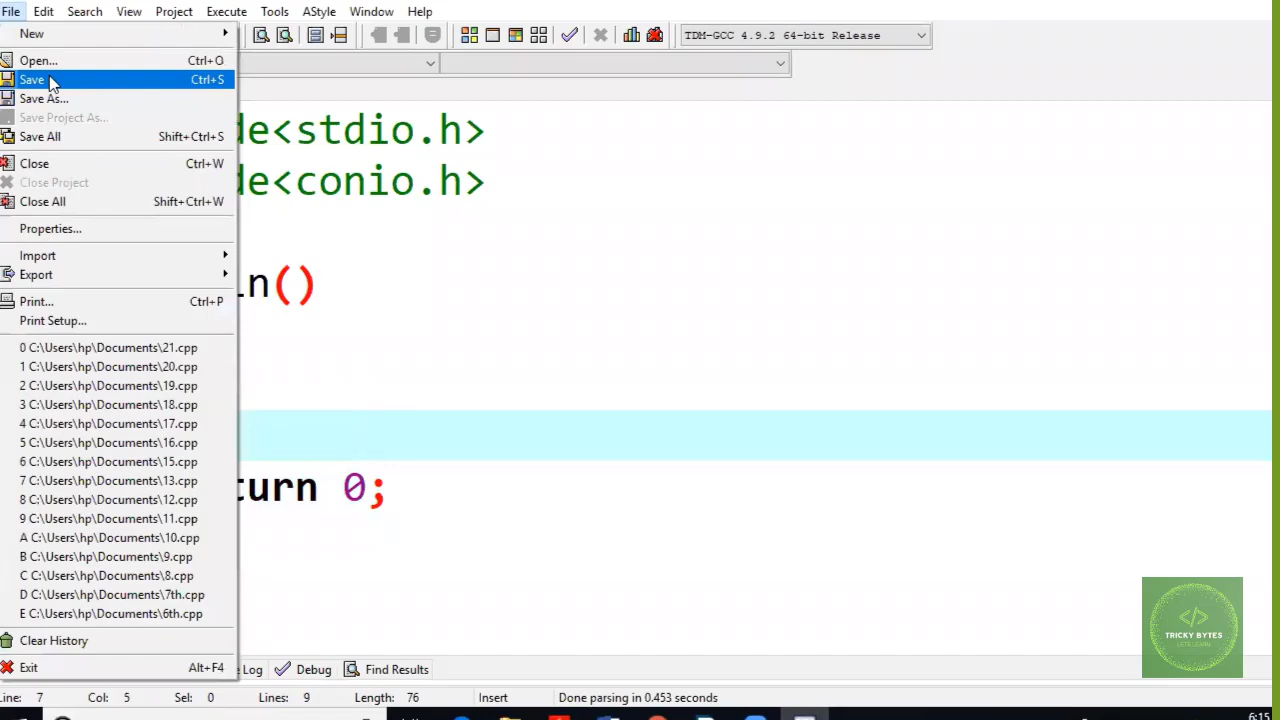 File Edit Search View Project Execute Tools AStyle Window Help
New
TDM-GCC 4.9.2 64-bit Release
Open... Ctrl+O
Save Ctrl+S
Save As...
Save Project As...
Save All Shift+Ctrl+S
Close Ctrl+W
Close Project
Close All Shift+Ctrl+W
Properties...
Import
Export
Print... Ctrl+P
Print Setup...
0 C:\Users\hp\Documents\21.cpp
1 C:\Users\hp\Documents\20.cpp
2 C:\Users\hp\Documents\19.cpp
3 C:\Users\hp\Documents\18.cpp
4 C:\Users\hp\Documents\17.cpp
5 C:\Users\hp\Documents\16.cpp
6 C:\Users\hp\Documents\15.cpp
7 C:\Users\hp\Documents\13.cpp
8 C:\Users\hp\Documents\12.cpp
9 C:\Users\hp\Documents\11.cpp
A C:\Users\hp\Documents\10.cpp
B C:\Users\hp\Documents\9.cpp
C C:\Users\hp\Documents\8.cpp
D C:\Users\hp\Documents\7th.cpp
E C:\Users\hp\Documents\6th.cpp
Clear History
Exit Alt+F4
de<stdio.h>
de<conio.h>
in()
turn 0;
</>
TRICKY BYTES
LETS LEARN
Log Debug Find Results
Line: 7 Col: 5 Sel: 0 Lines: 9 Length: 76 Insert Done parsing in 0.453 seconds
6:15